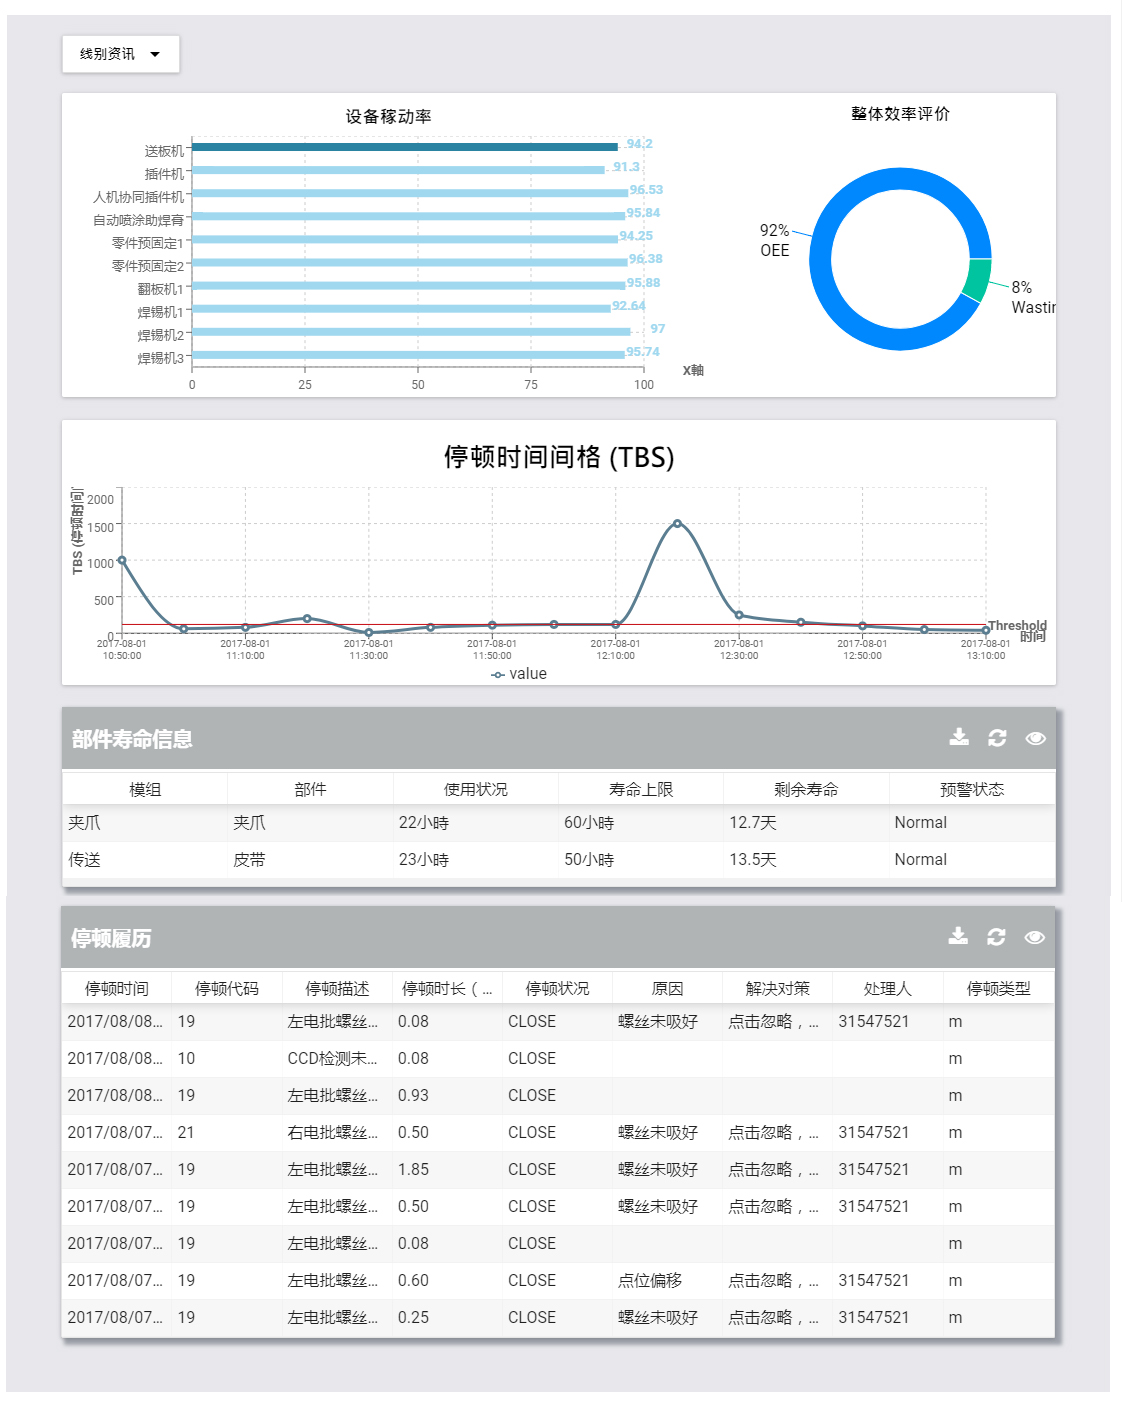 线别资讯
设备稼动率
送板机 94.2
插件机 91.3
人机协同插件机 96.53
自动喷涂助焊膏 95.84
零件预固定1 94.25
零件预固定2 96.38
翻板机1 95.88
焊锡机1 92.64
焊锡机2 97
焊锡机3 95.74
X軸
0 25 50 75 100
整体效率评价
92%
OEE
8%
Wastin
停顿时间间格 (TBS)
TBS (停顿时间
2000
1500
1000
500
0
Threshold
时间
2017-08-01 2017-08-01 2017-08-01 2017-08-01 2017-08-01 2017-08-01 2017-08-01 2017-08-01
10:50:00 11:10:00 11:30:00 11:50:00 12:10:00 12:30:00 12:50:00 13:10:00
value
部件寿命信息
模组 部件 使用状况 寿命上限 剩余寿命 预警状态
夹爪 夹爪 22小時 60小時 12.7天 Normal
传送 皮带 23小時 50小時 13.5天 Normal
停顿履历
停顿时间 停顿代码 停顿描述 停顿时长（... 停顿状况 原因 解决对策 处理人 停顿类型
2017/08/08... 19 左电批螺丝... 0.08 CLOSE 螺丝未吸好 点击忽略，... 31547521 m
2017/08/08... 10 CCD检测未... 0.08 CLOSE m
2017/08/08... 19 左电批螺丝... 0.93 CLOSE m
2017/08/07... 21 右电批螺丝... 0.50 CLOSE 螺丝未吸好 点击忽略，... 31547521 m
2017/08/07... 19 左电批螺丝... 1.85 CLOSE 螺丝未吸好 点击忽略，... 31547521 m
2017/08/07... 19 左电批螺丝... 0.50 CLOSE 螺丝未吸好 点击忽略，... 31547521 m
2017/08/07... 19 左电批螺丝... 0.08 CLOSE m
2017/08/07... 19 左电批螺丝... 0.60 CLOSE 点位偏移 点击忽略，... 31547521 m
2017/08/07... 19 左电批螺丝... 0.25 CLOSE 螺丝未吸好 点击忽略，... 31547521 m